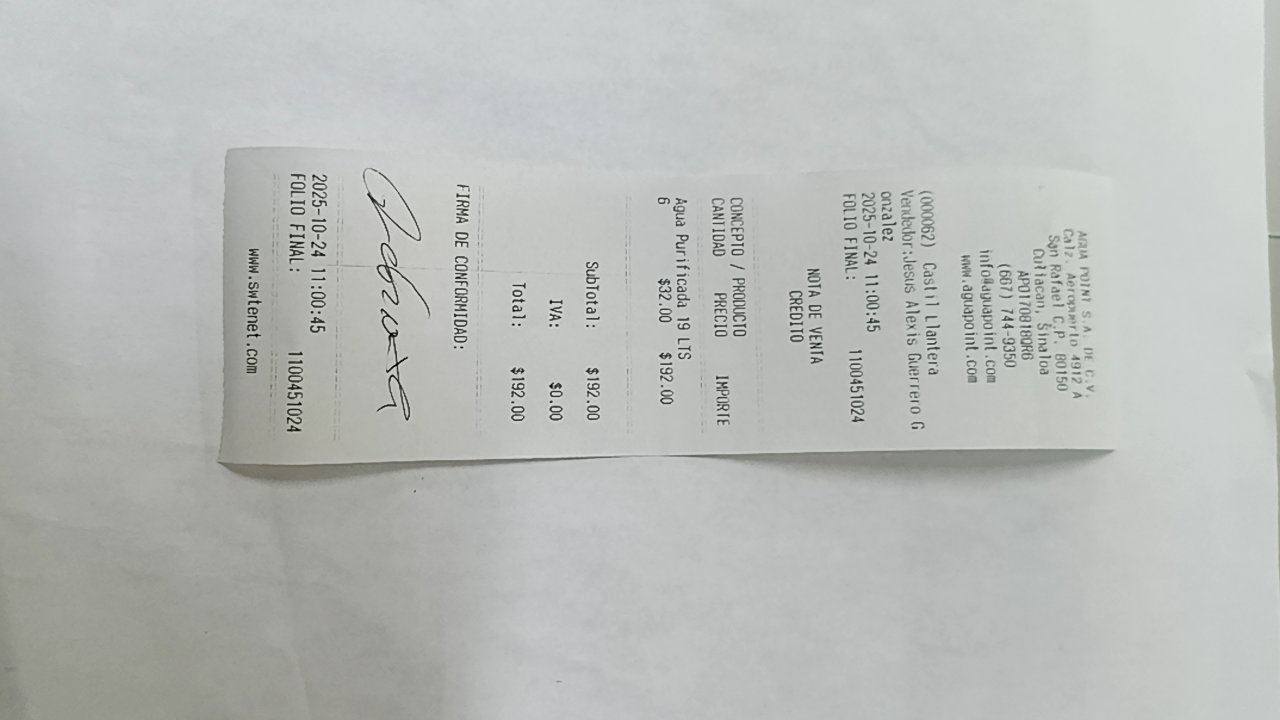 AGUA POINT S.A. DE C.V.
Calz. Aeropuerto 4912 A
San Rafael C.P. 80150
Culiacan, Sinaloa
APO170818QR6
(667) 744-9350
info@aguapoint.com
www.aguapoint.com
(000062) Castil Llantera
Vendedor:Jesus Alexis Guerrero G
onzalez
2025-10-24 11:00:45
FOLIO FINAL: 1100451024
NOTA DE VENTA
CREDITO
CONCEPTO / PRODUCTO
CANTIDAD PRECIO IMPORTE
Agua Purificada 19 LTS
6 $32.00 $192.00
SubTotal: $192.00
IVA: $0.00
Total: $192.00
FIRMA DE CONFORMIDAD:
2025-10-24 11:00:45
FOLIO FINAL: 1100451024
www.swtenet.com